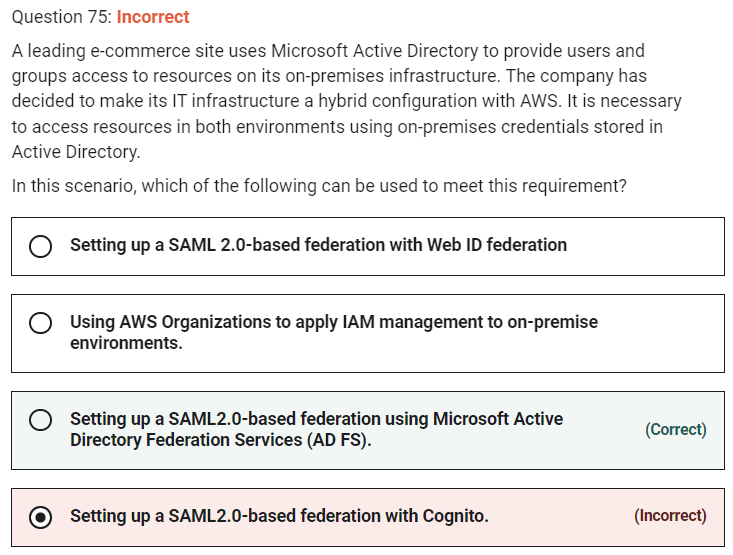 Question 75: Incorrect
A leading e-commerce site uses Microsoft Active Directory to provide users and
groups access to resources on its on-premises infrastructure. The company has
decided to make its IT infrastructure a hybrid configuration with AWS. It is necessary
to access resources in both environments using on-premises credentials stored in
Active Directory.
In this scenario, which of the following can be used to meet this requirement?
Setting up a SAML 2.0-based federation with Web ID federation
Using AWS Organizations to apply IAM management to on-premise
environments.
Setting up a SAML2.0-based federation using Microsoft Active
Directory Federation Services (AD FS).
(Correct)
Setting up a SAML2.0-based federation with Cognito.
(Incorrect)